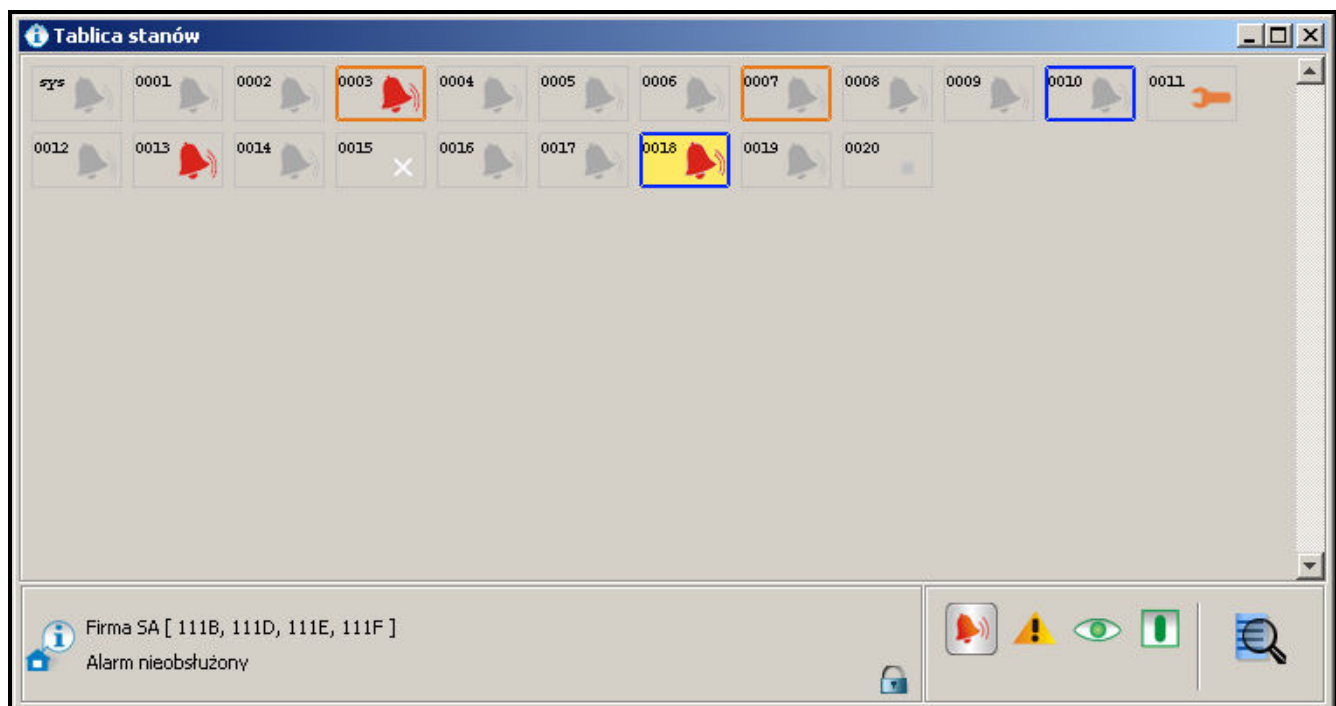 Tablica stanów
sys 0001 0002 0003 0004 0005 0006 0007 0008 0009 0010 0011
0012 0013 0014 0015 0016 0017 0018 0019 0020
Firma SA [ 111B, 111D, 111E, 111F ]
Alarm nieobsłużony